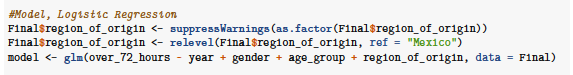 #Model, Logistic Regression
Final$region_of_origin <- suppressWarnings(as.factor(Final$region_of_origin))
Final$region_of_origin <- relevel(Final$region_of_origin, ref = "Mexico")
model <- glm(over_72_hours - year + gender + age_group + region_of_origin, data = Final)